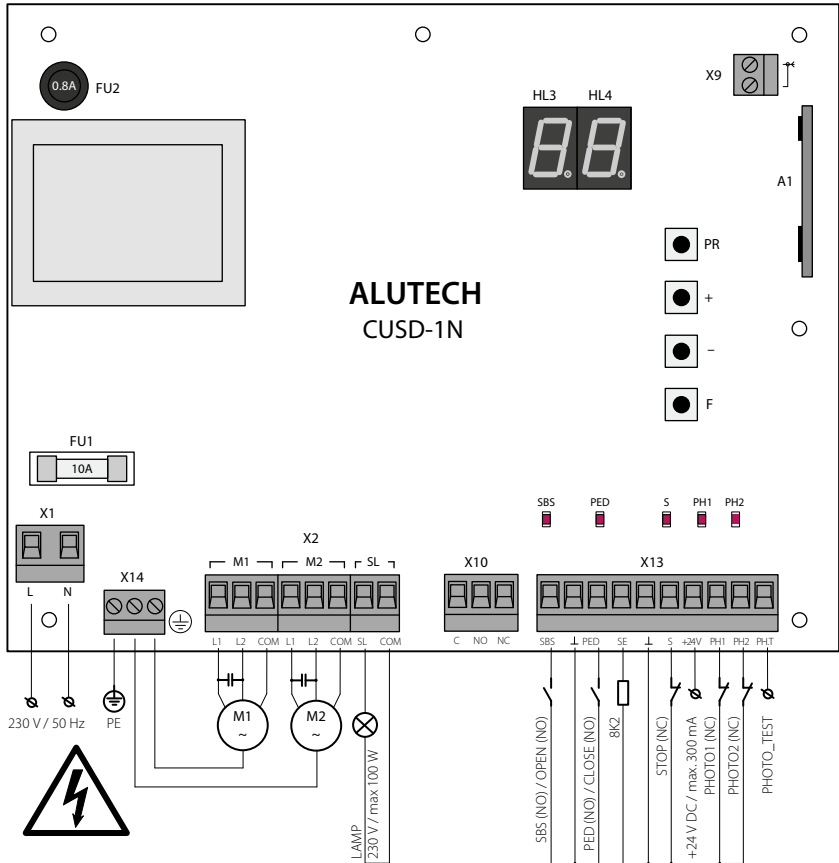 0.8A
FU2
X9
HL3 HL4
A1
PR
+
−
F
ALUTECH
CUSD-1N
FU1
10A
SBS PED S PH1 PH2
X1
X14
X2
M1 M2 SL
X10
X13
L N
L1 L2 COM L1 L2 COM SL COM
C NO NC
SBS ⊥ PED SE ⊥ S +24V PH1 PH2 PH.T
230 V / 50 Hz
PE
M1
~
M2
~
LAMP
230 V / max 100 W
SBS (NO) / OPEN (NO)
PED (NO) / CLOSE (NO)
8K2
STOP (NC)
+24 V DC / max. 300 mA
PHOTO1 (NC)
PHOTO2 (NC)
PHOTO_TEST